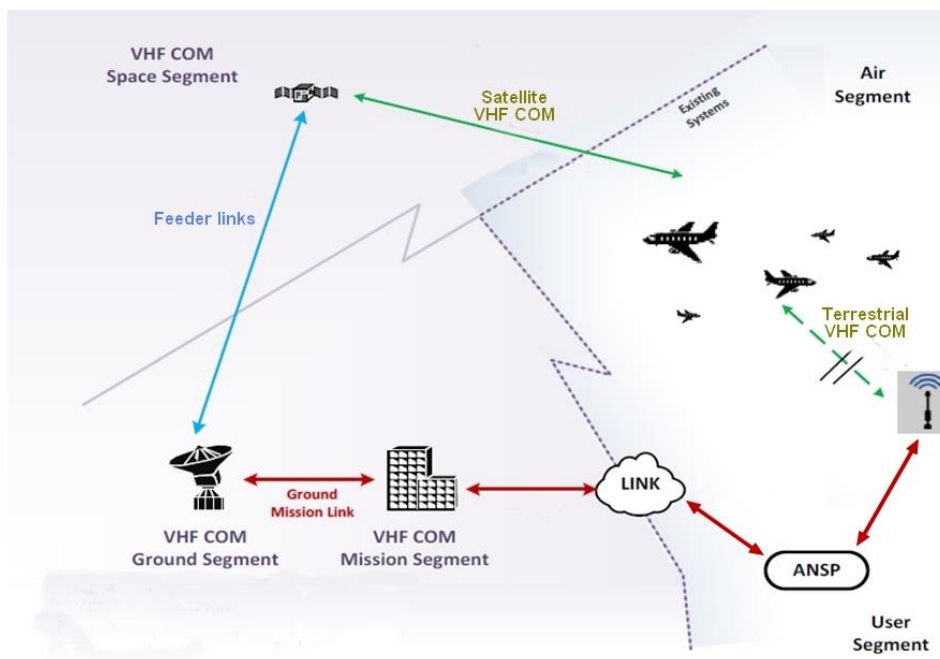 VHF COM
Space Segment
Satellite
VHF COM
Existing
Systems
Air
Segment
Feeder links
Terrestrial
VHF COM
Ground
Mission Link
LINK
VHF COM
Ground Segment
VHF COM
Mission Segment
ANSP
User
Segment